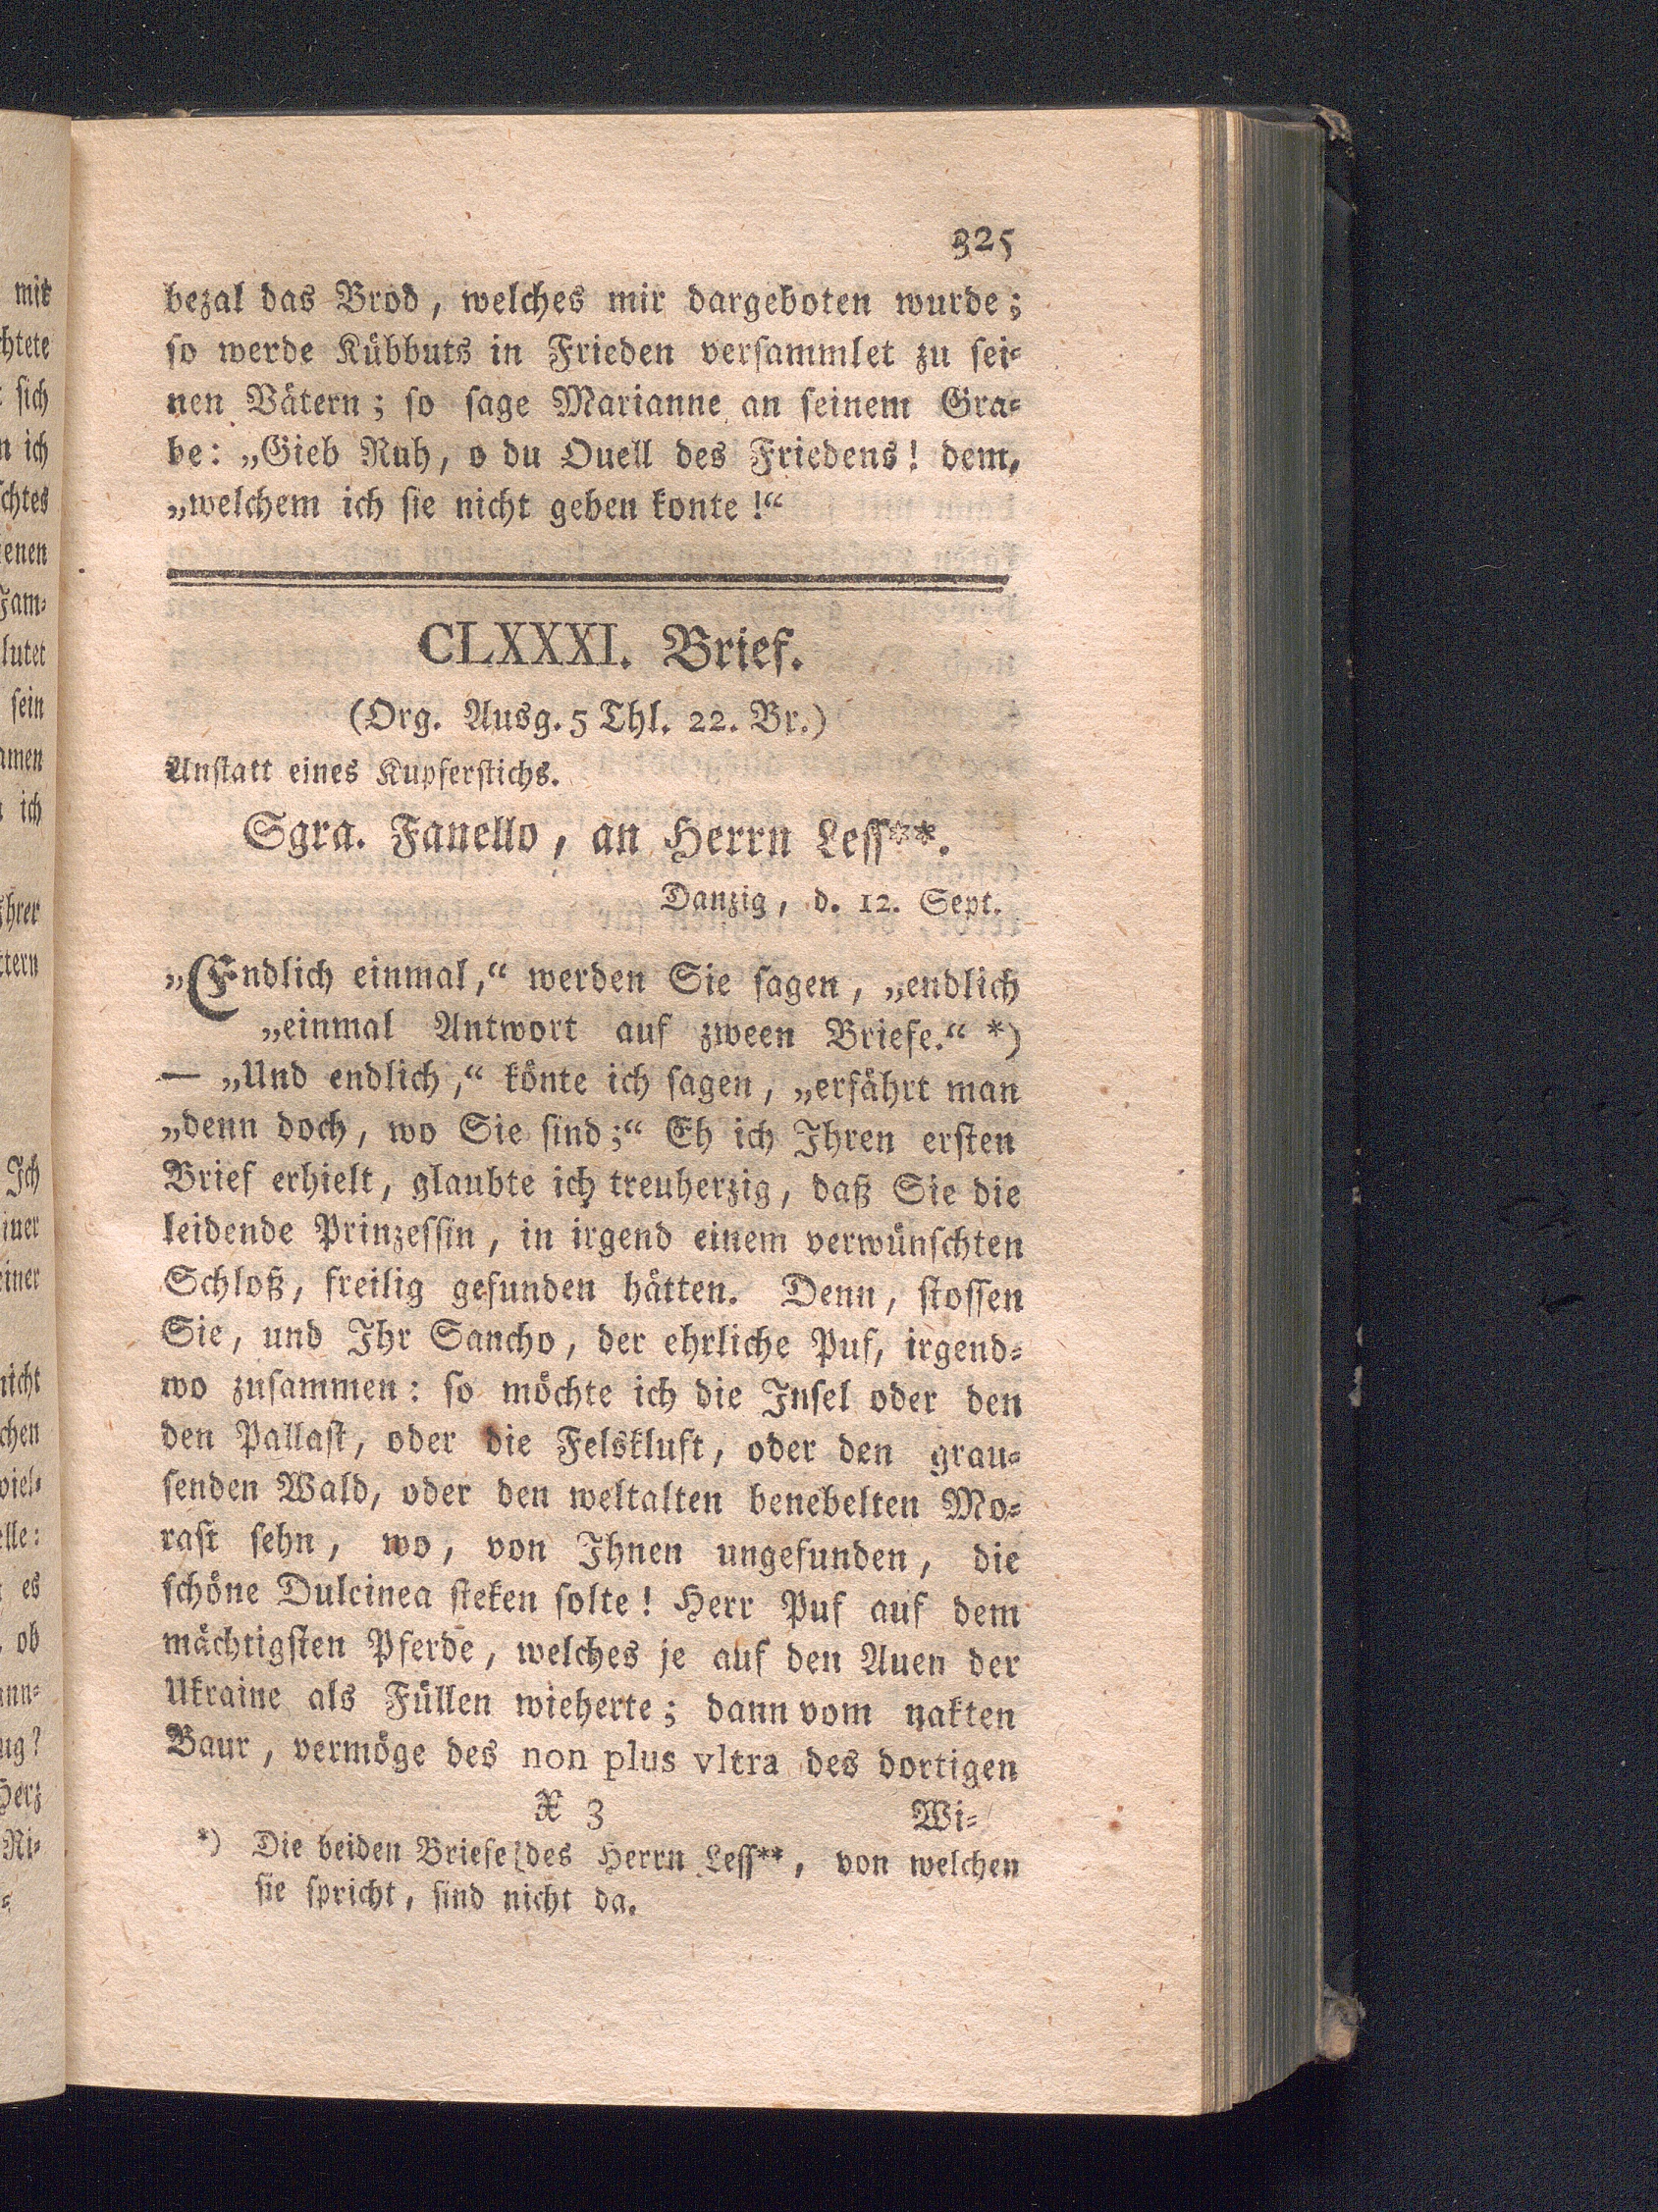 325
bezal das Brod, welches mir dargeboten wurde;
so werde Kübbuts in Frieden versammlet zu sei⸗
nen Vätern; so sage Marianne an seinem Gra⸗
be: „Gieb Ruh, o du Quell des Friedens! dem,
„welchem ich sie nicht geben konte!“
CLXXXI. Brief.
(Org. Ausg. 5 Thl. 22. Br.)
Anstatt eines Kupferstichs.
Sgra. Fanello, an Herrn Less**.
Danzig, d. 12. Sept.
„Endlich einmal,“ werden Sie sagen, „endlich
„einmal Antwort auf zween Briefe.“ *)
— „Und endlich,“ könte ich sagen, „erfährt man
„denn doch, wo Sie sind;“ Eh ich Ihren ersten
Brief erhielt, glaubte ich treuherzig, daß Sie die
leidende Prinzessin, in irgend einem verwünschten
Schloß, freilig gefunden hätten. Denn, stossen
Sie, und Ihr Sancho, der ehrliche Puf, irgend⸗
wo zusammen: so möchte ich die Insel oder den
den Pallast, oder die Felskluft, oder den grau⸗
senden Wald, oder den weltalten benebelten Mo⸗
rast sehn, wo, von Ihnen ungefunden, die
schöne Dulcinea steken solte! Herr Puf auf dem
mächtigsten Pferde, welches je auf den Auen der
Ukraine als Füllen wieherte; dann vom nakten
Baur, vermöge des non plus vltra des dortigen
X 3 Wi⸗
*) Die beiden Briefe des Herrn Less**, von welchen
sie spricht, sind nicht da.